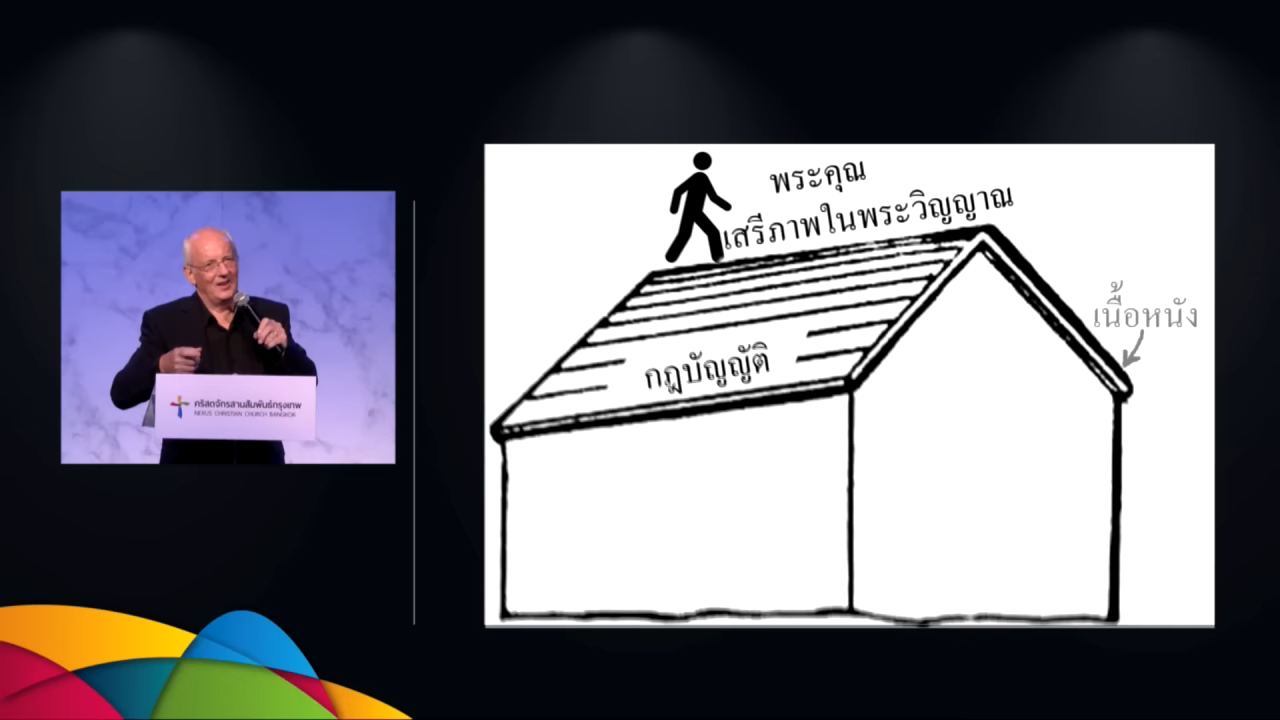 คริสตจักรสานสัมพันธ์กรุงเทพ
NEXUS CHRISTIAN CHURCH BANGKOK
พระคุณ
เสรีภาพในพระวิญญาณ
เนื้อหนัง
กฎบัญญัติ